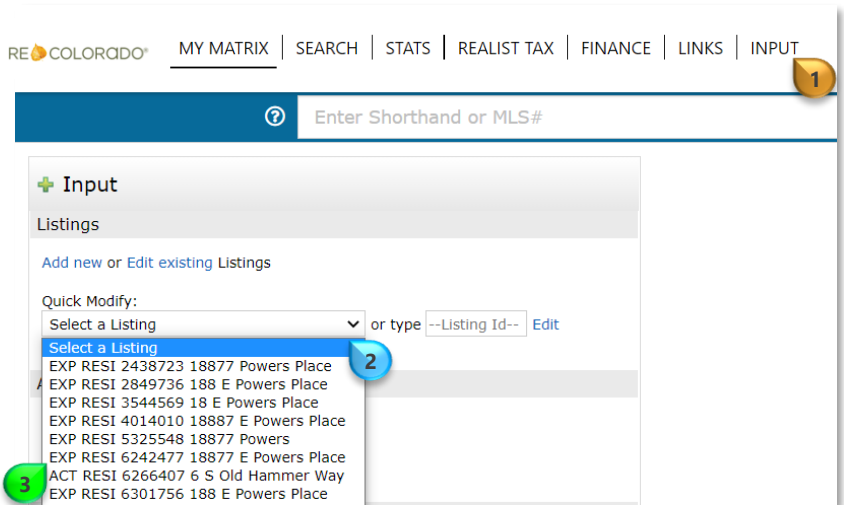 RECOLORADO® MY MATRIX SEARCH STATS REALIST TAX FINANCE LINKS INPUT
1
? Enter Shorthand or MLS#
Input
Listings
Add new or Edit existing Listings
Quick Modify:
Select a Listing or type --Listing Id-- Edit
Select a Listing
2
EXP RESI 2438723 18877 Powers Place
EXP RESI 2849736 188 E Powers Place
EXP RESI 3544569 18 E Powers Place
EXP RESI 4014010 18887 E Powers Place
EXP RESI 5325548 18877 Powers
EXP RESI 6242477 18877 E Powers Place
3 ACT RESI 6266407 6 S Old Hammer Way
EXP RESI 6301756 188 E Powers Place